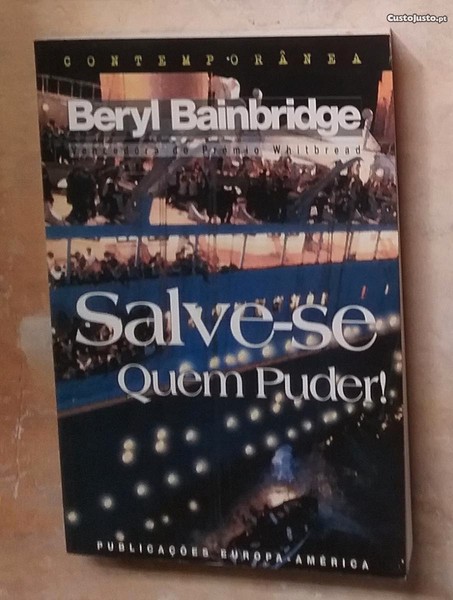 CustoJusto.pt
CONTEMPORÂNEA
Beryl Bainbridge
Vencedora do Prémio Whitbread
Salve-se
Quem Puder!
PUBLICAÇÕES EUROPA-AMÉRICA